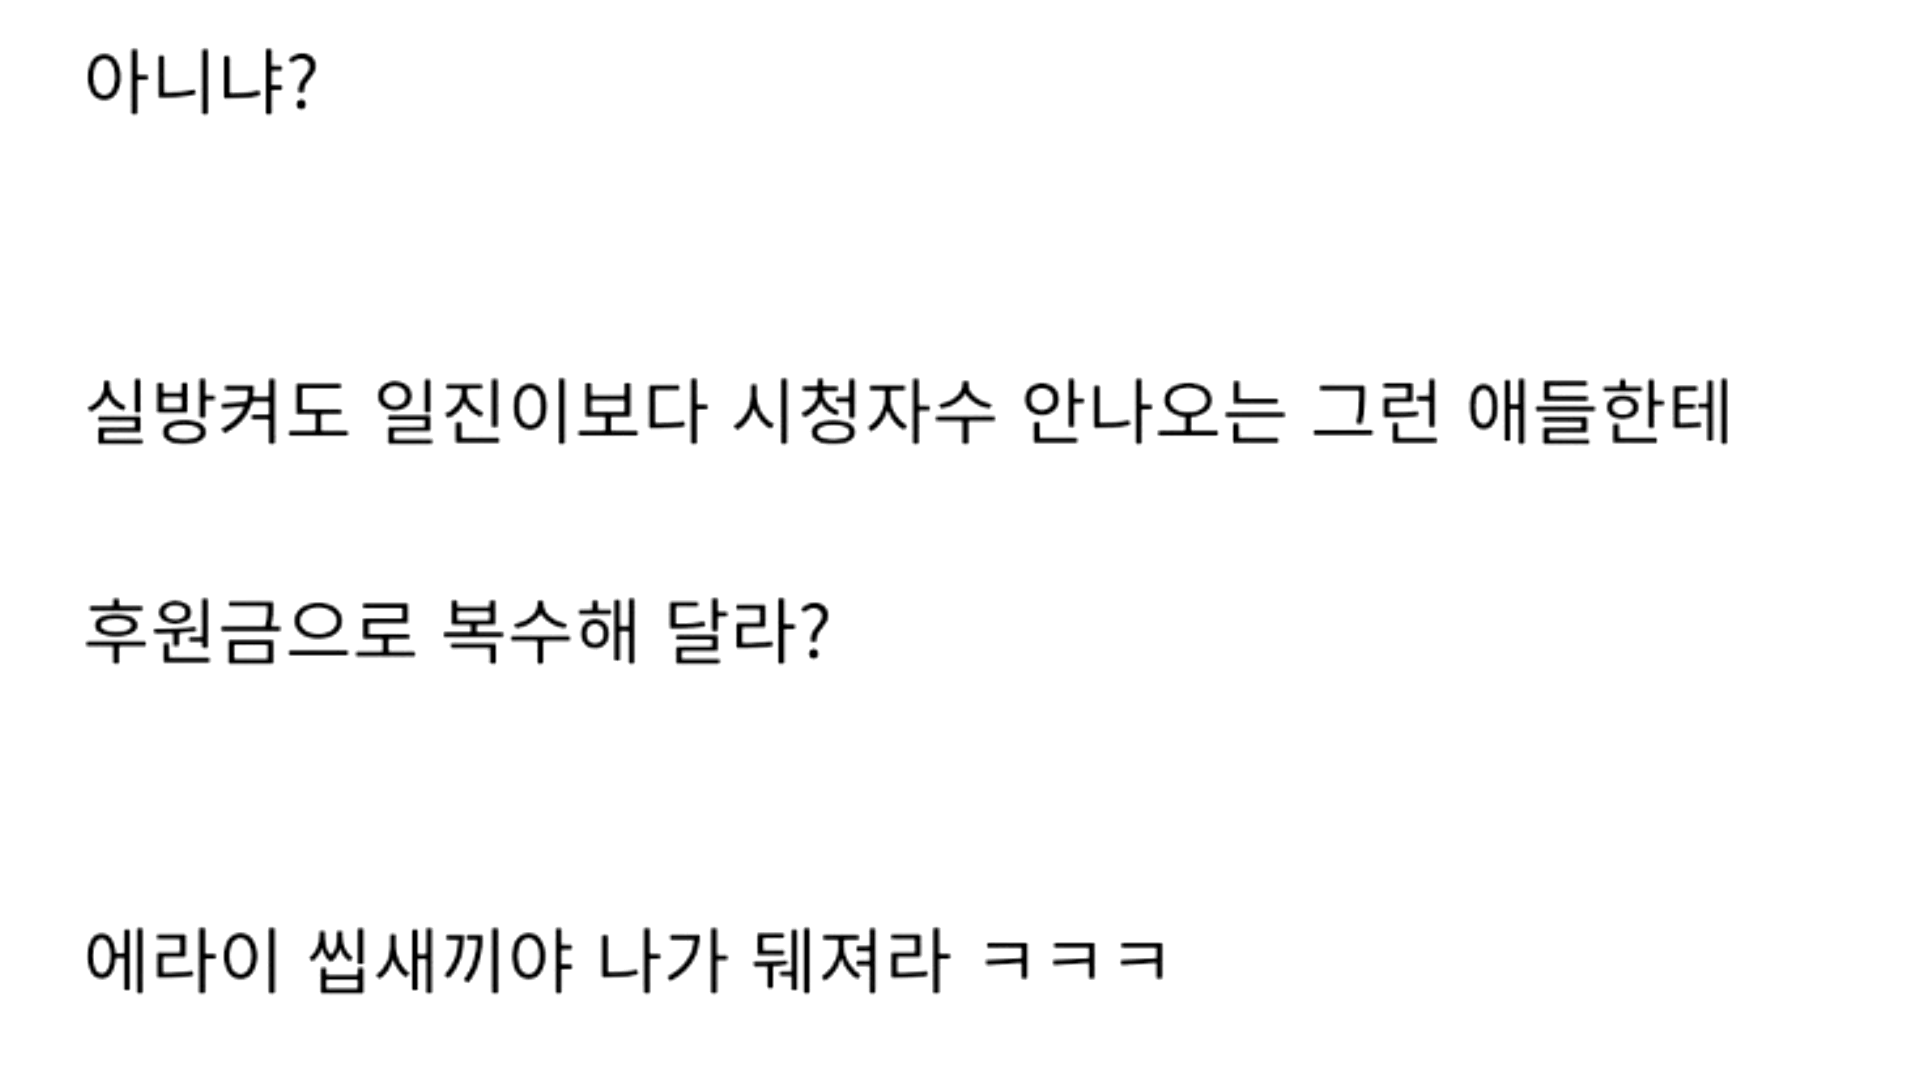 아니냐?
실방켜도 일진이보다 시청자수 안나오는 그런 애들한테
후원금으로 복수해 달라?
에라이 씹새끼야 나가 뒈져라 ㅋㅋㅋ